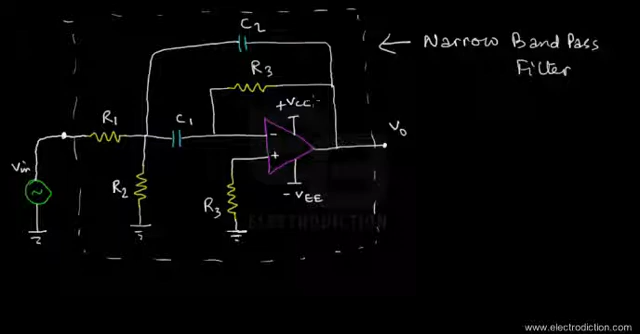 C2
Narrow Band Pass
Filter
R3
+VCC
R1
C1
Vo
Vin
R2
R3
-VEE
ELECTRODICTION
www.electrodiction.com